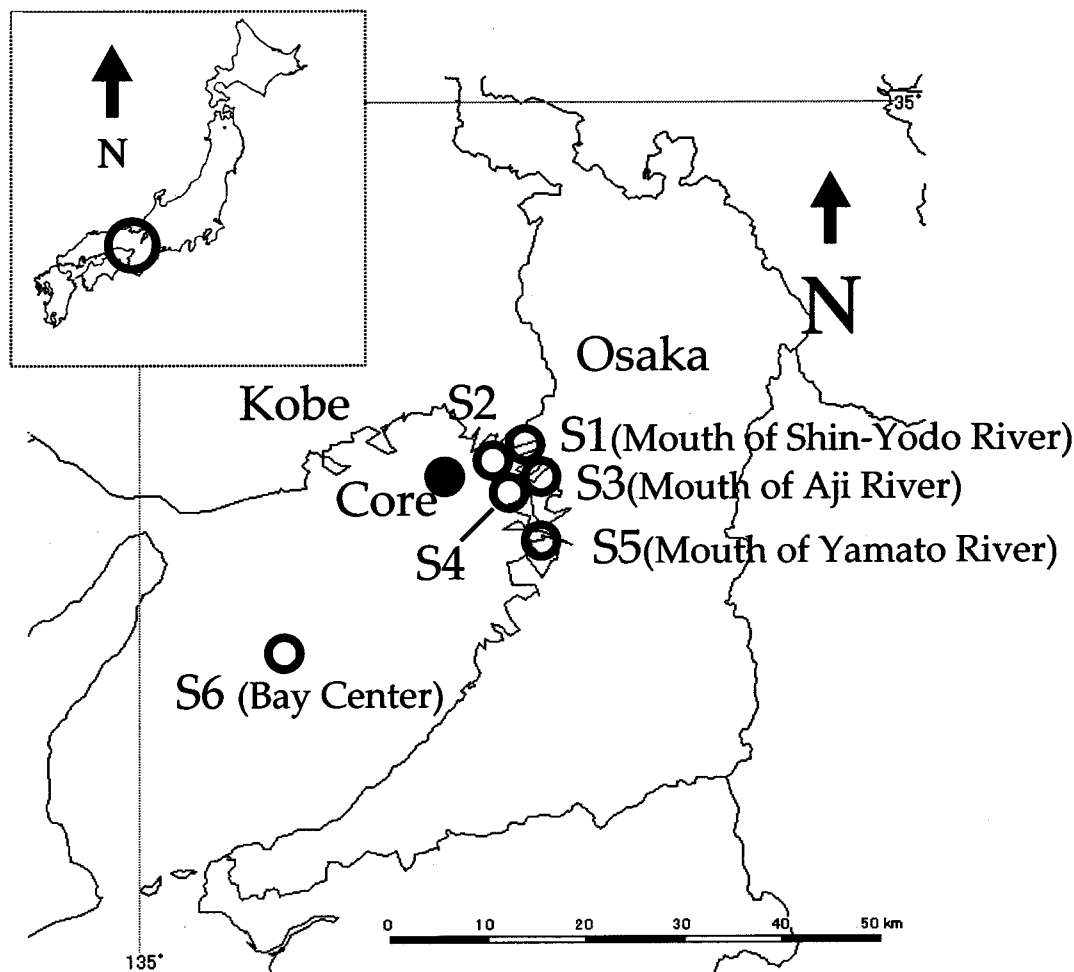 N
35°
N
Osaka
Kobe
S2
S1(Mouth of Shin-Yodo River)
S3(Mouth of Aji River)
Core
S4
S5(Mouth of Yamato River)
S6 (Bay Center)
0 10 20 30 40 50 km
135°